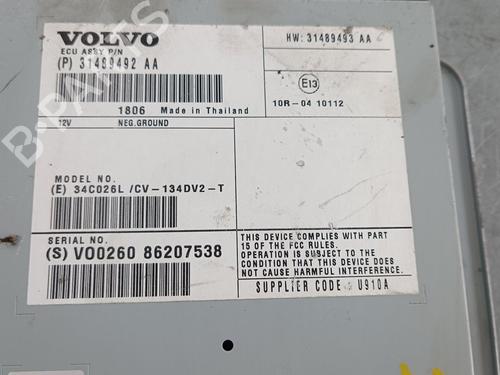 VOLVO
ECU ASSY P/N
(P) 31489492 AA
HW: 31489493 AA
E13
10R-04 10112
1806 Made in Thailand
12V NEG.GROUND
MODEL NO.
(E) 34C026L /CV-134DV2-T
SERIAL NO.
(S) VO0260 86207538
THIS DEVICE COMPLIES WITH PART
15 OF THE FCC RULES.
OPERATION IS SUBJECT TO
CONDITION THAT THIS DEVICE DOES
NOT CAUSE HARMFUL INTERFERENCE.
SUPPLIER CODE : U910A
B-PARTS